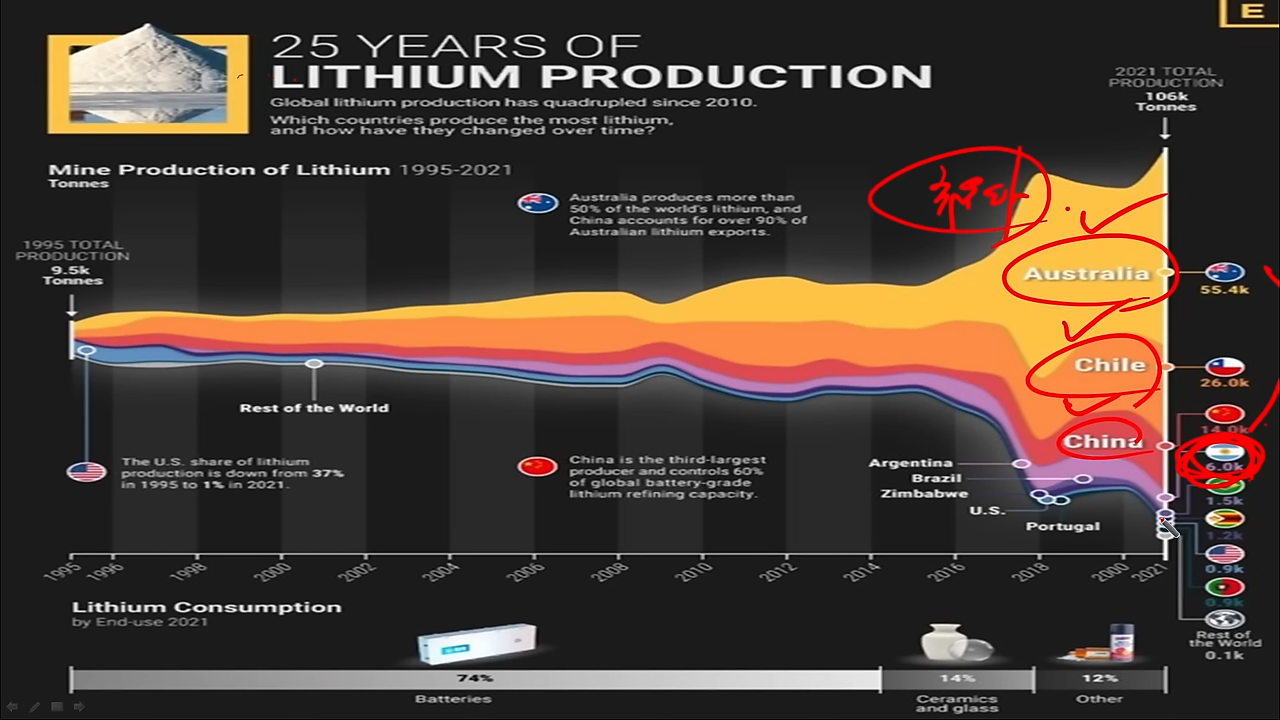 E
25 YEARS OF
LITHIUM PRODUCTION
Global lithium production has quadrupled since 2010.
Which countries produce the most lithium,
and how have they changed over time?
2021 TOTAL
PRODUCTION
106k
Tonnes
Mine Production of Lithium 1995-2021
Tonnes
Australia produces more than
50% of the world's lithium, and
China accounts for over 90% of
Australian lithium exports.
1995 TOTAL
PRODUCTION
9.5k
Tonnes
Australia
55.4k
Chile
26.0k
China
14.0k
6.0k
1.5k
1.2k
0.9k
0.9k
Rest of
the World
0.1k
Rest of the World
The U.S. share of lithium
production is down from 37%
in 1995 to 1% in 2021.
China is the third-largest
producer and controls 60%
of global battery-grade
lithium refining capacity.
Argentina
Brazil
Zimbabwe
U.S.
Portugal
1995 1996 1998 2000 2002 2004 2006 2008 2010 2012 2014 2016 2018 2000 2021
Lithium Consumption
by End-use 2021
74% 14% 12%
Batteries
Ceramics
and glass
Other